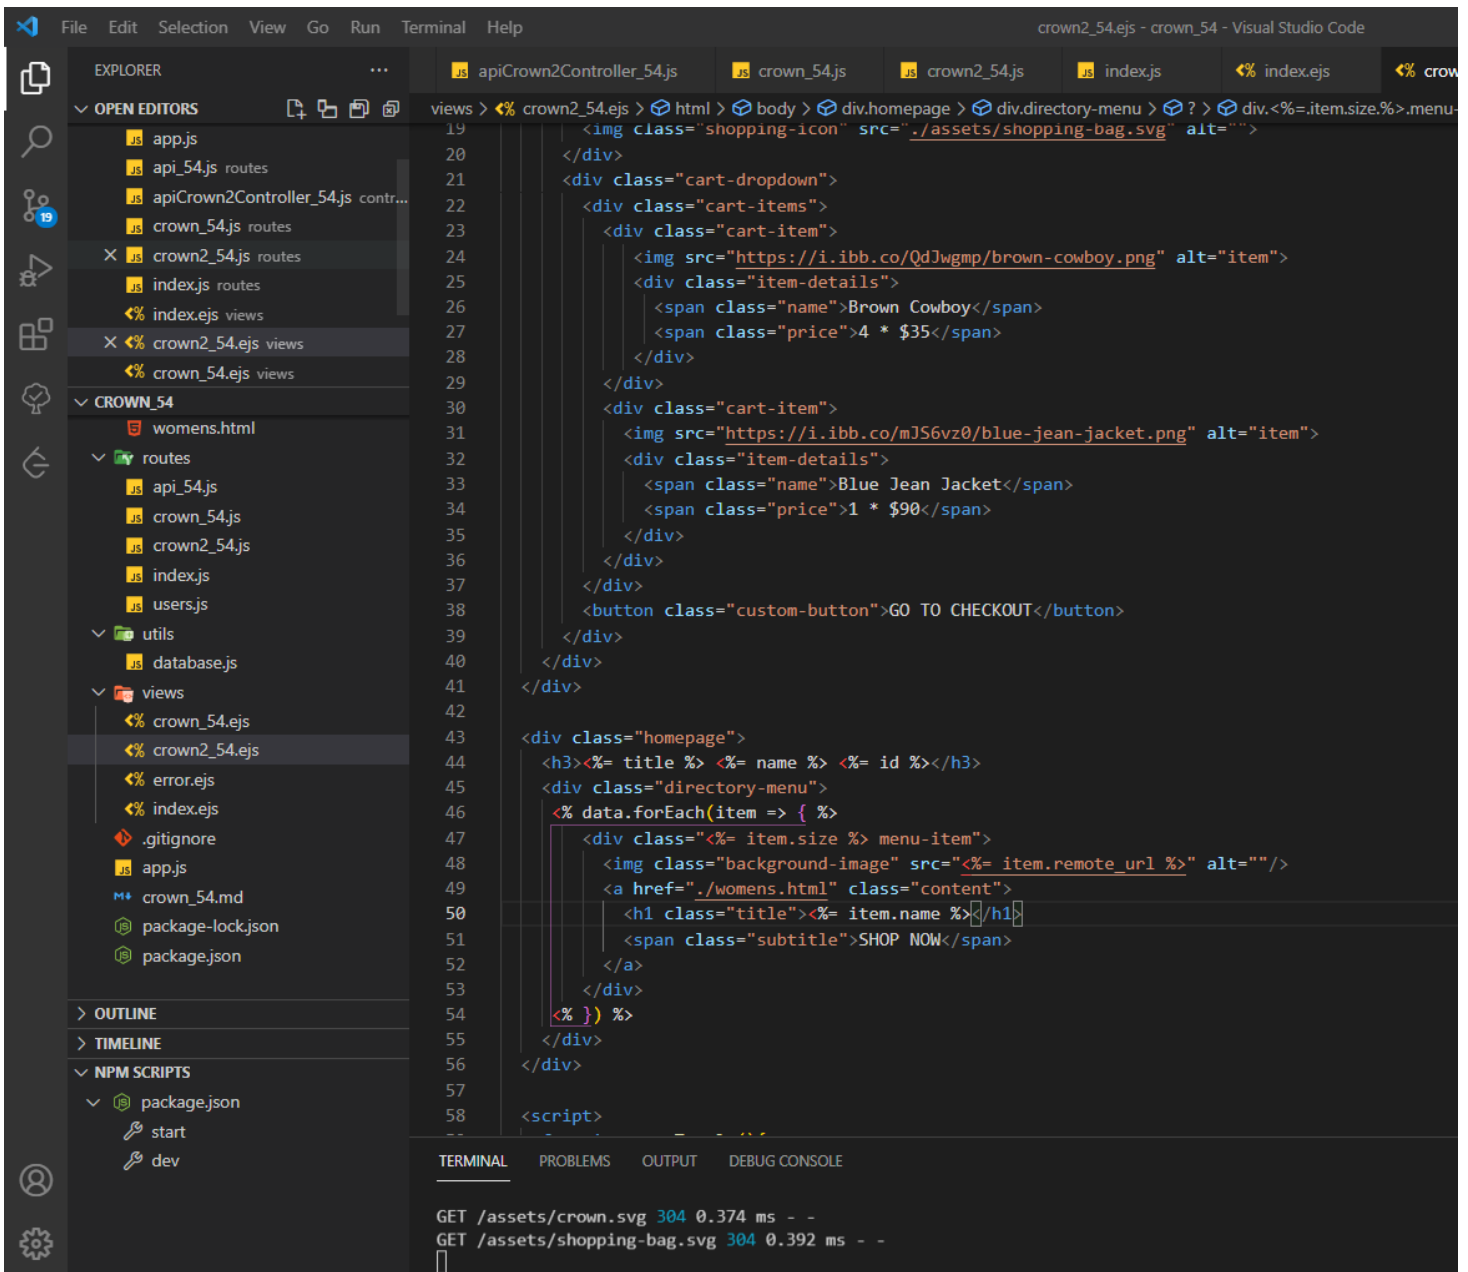 File Edit Selection View Go Run Terminal Help
crown2_54.ejs - crown_54 - Visual Studio Code
EXPLORER
OPEN EDITORS
app.js
api_54.js routes
apiCrown2Controller_54.js contr...
crown_54.js routes
crown2_54.js routes
index.js routes
index.ejs views
crown2_54.ejs views
crown_54.ejs views
19
CROWN_54
womens.html
routes
api_54.js
crown_54.js
crown2_54.js
index.js
users.js
utils
database.js
views
crown_54.ejs
crown2_54.ejs
error.ejs
index.ejs
.gitignore
app.js
crown_54.md
package-lock.json
package.json
OUTLINE
TIMELINE
NPM SCRIPTS
package.json
start
dev
apiCrown2Controller_54.js crown_54.js crown2_54.js index.js index.ejs crow
views > crown2_54.ejs > html > body > div.homepage > div.directory-menu > ? > div.<%=.item.size.%>.menu-
19 <img class="shopping-icon" src="./assets/shopping-bag.svg" alt="">
20 </div>
21 <div class="cart-dropdown">
22 <div class="cart-items">
23 <div class="cart-item">
24 <img src="https://i.ibb.co/QdJwgmp/brown-cowboy.png" alt="item">
25 <div class="item-details">
26 <span class="name">Brown Cowboy</span>
27 <span class="price">4 * $35</span>
28 </div>
29 </div>
30 <div class="cart-item">
31 <img src="https://i.ibb.co/mJS6vz0/blue-jean-jacket.png" alt="item">
32 <div class="item-details">
33 <span class="name">Blue Jean Jacket</span>
34 <span class="price">1 * $90</span>
35 </div>
36 </div>
37 </div>
38 <button class="custom-button">GO TO CHECKOUT</button>
39 </div>
40 </div>
41 </div>
42
43 <div class="homepage">
44 <h3><%= title %> <%= name %> <%= id %></h3>
45 <div class="directory-menu">
46 <% data.forEach(item => { %>
47 <div class="<%= item.size %> menu-item">
48 <img class="background-image" src="<%= item.remote_url %>" alt=""/>
49 <a href="./womens.html" class="content">
50 <h1 class="title"><%= item.name %></h1>
51 <span class="subtitle">SHOP NOW</span>
52 </a>
53 </div>
54 <% }) %>
55 </div>
56 </div>
57
58 <script>
TERMINAL PROBLEMS OUTPUT DEBUG CONSOLE
GET /assets/crown.svg 304 0.374 ms - -
GET /assets/shopping-bag.svg 304 0.392 ms - -